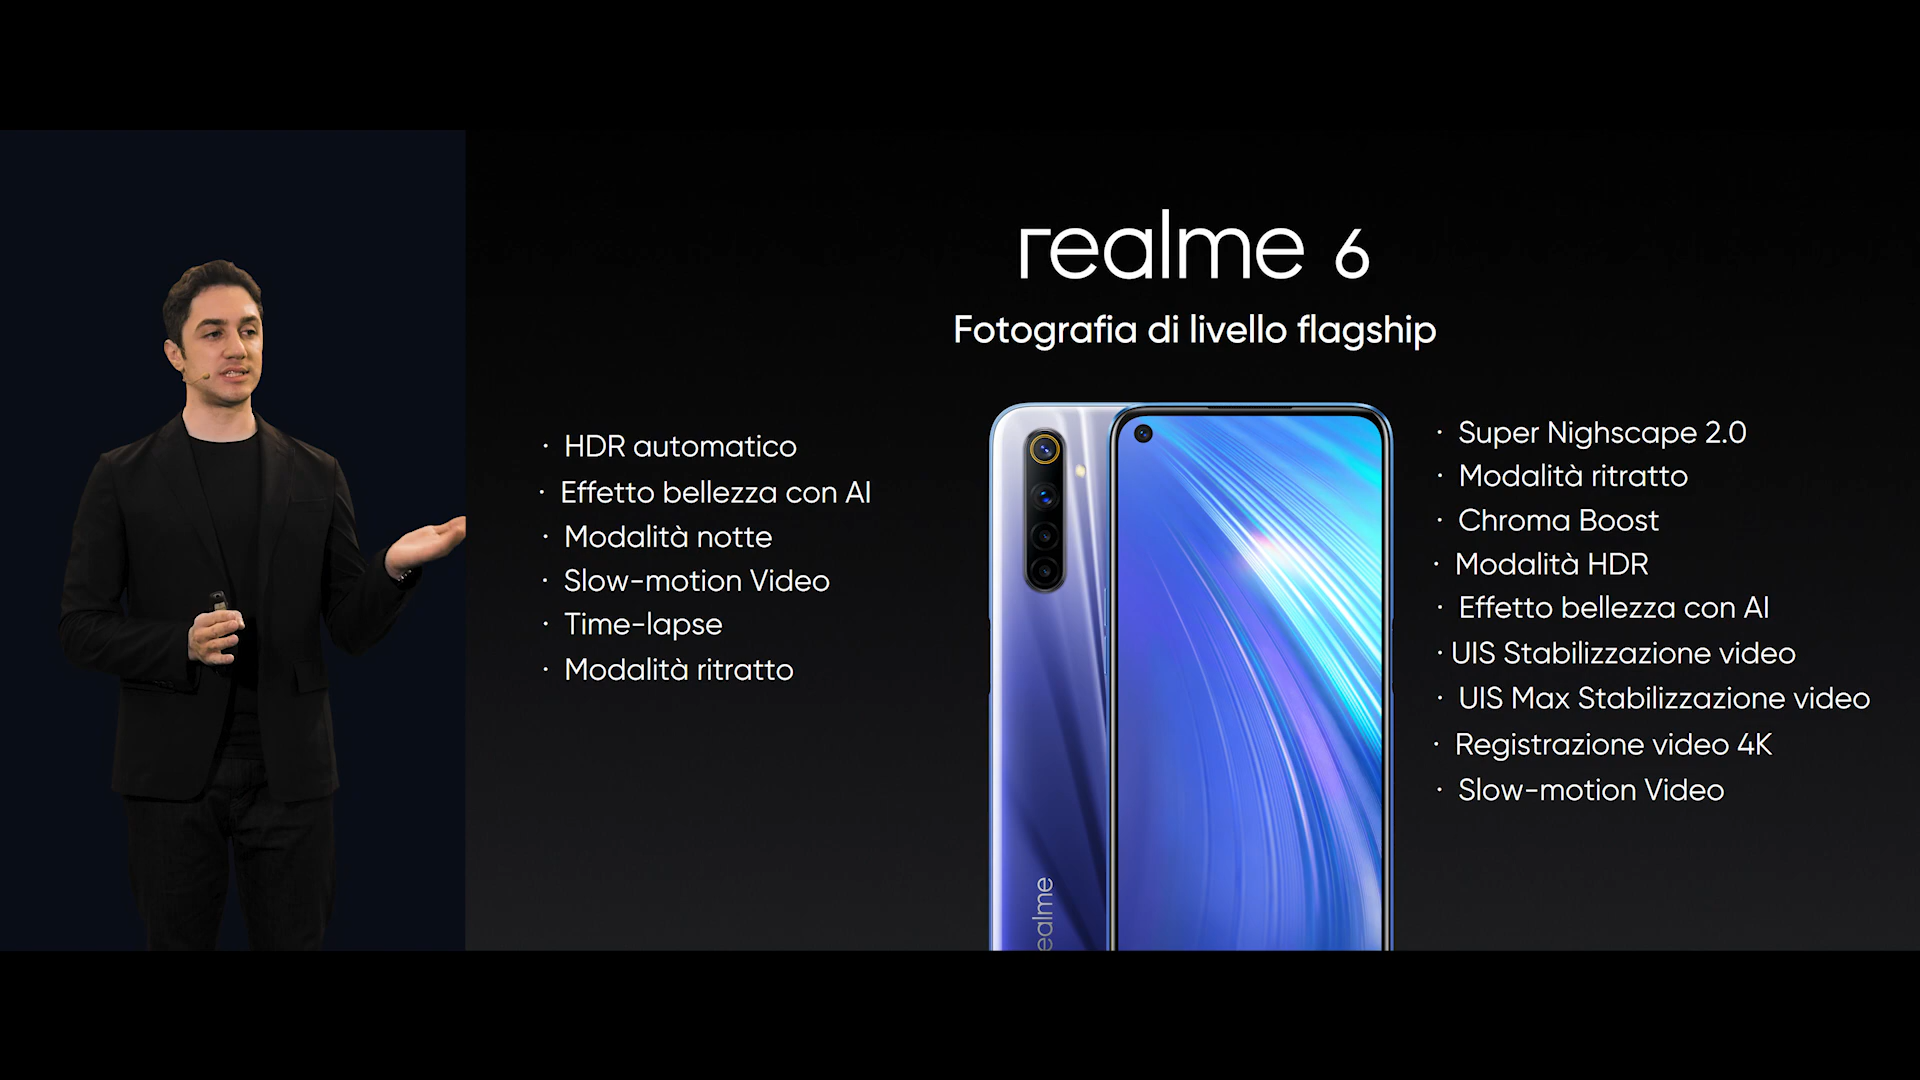 realme 6
Fotografia di livello flagship
· HDR automatico
· Effetto bellezza con AI
· Modalità notte
· Slow-motion Video
· Time-lapse
· Modalità ritratto
ealme
· Super Nighscape 2.0
· Modalità ritratto
· Chroma Boost
· Modalità HDR
· Effetto bellezza con AI
· UIS Stabilizzazione video
· UIS Max Stabilizzazione video
· Registrazione video 4K
· Slow-motion Video